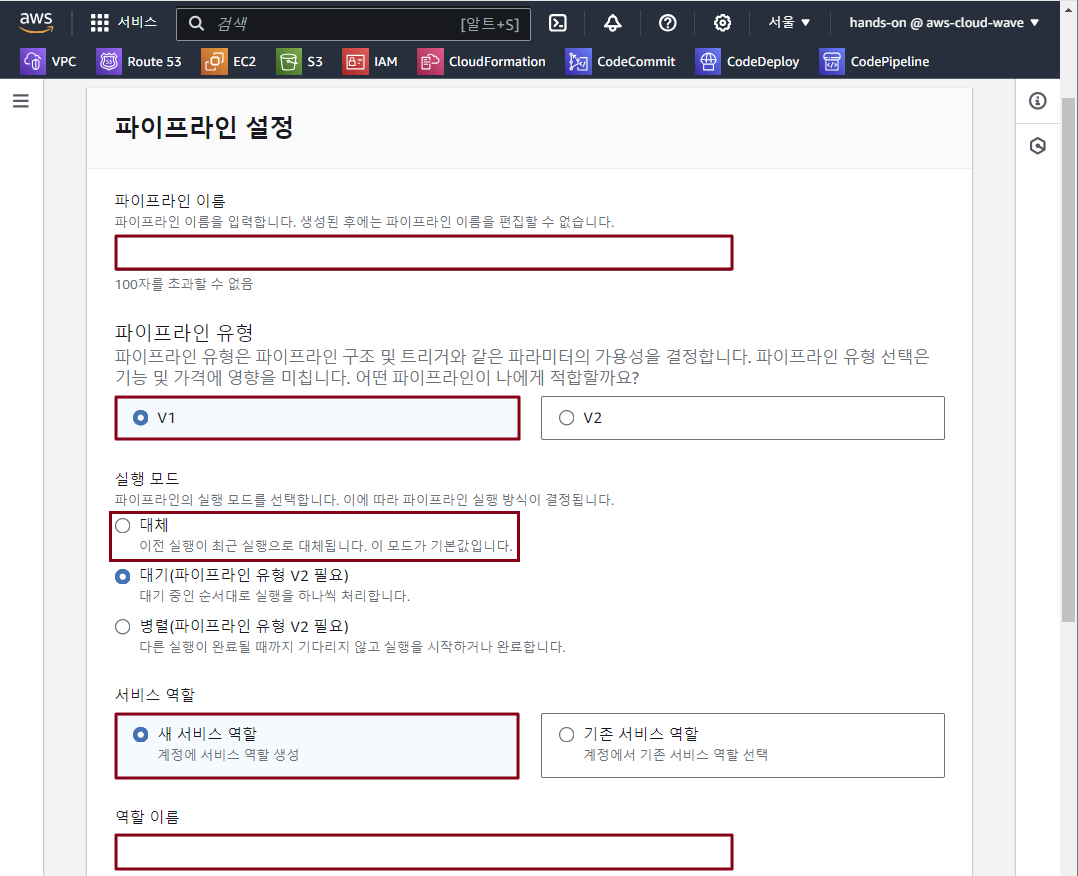 aws
서비스
검색
[알트+S]
서울 ▼
hands-on @ aws-cloud-wave ▼
VPC
Route 53
EC2
S3
IAM
CloudFormation
CodeCommit
CodeDeploy
CodePipeline
파이프라인 설정
파이프라인 이름
파이프라인 이름을 입력합니다. 생성된 후에는 파이프라인 이름을 편집할 수 없습니다.
100자를 초과할 수 없음
파이프라인 유형
파이프라인 유형은 파이프라인 구조 및 트리거와 같은 파라미터의 가용성을 결정합니다. 파이프라인 유형 선택은
기능 및 가격에 영향을 미칩니다. 어떤 파이프라인이 나에게 적합할까요?
V1
V2
실행 모드
파이프라인의 실행 모드를 선택합니다. 이에 따라 파이프라인 실행 방식이 결정됩니다.
대체
이전 실행이 최근 실행으로 대체됩니다. 이 모드가 기본값입니다.
대기(파이프라인 유형 V2 필요)
대기 중인 순서대로 실행을 하나씩 처리합니다.
병렬(파이프라인 유형 V2 필요)
다른 실행이 완료될 때까지 기다리지 않고 실행을 시작하거나 완료합니다.
서비스 역할
새 서비스 역할
계정에 서비스 역할 생성
기존 서비스 역할
계정에서 기존 서비스 역할 선택
역할 이름